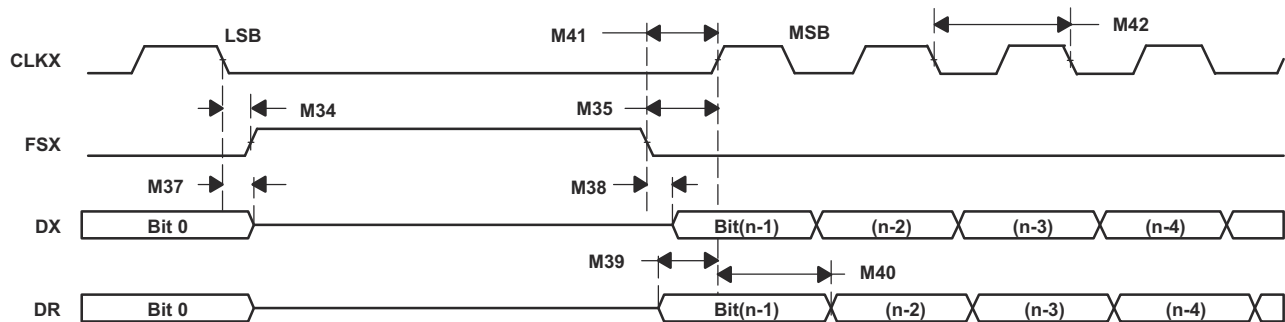 LSB
M41
MSB
M42
CLKX
M34
M35
FSX
M37
M38
DX
Bit 0
Bit(n-1)
(n-2)
(n-3)
(n-4)
M39
M40
DR
Bit 0
Bit(n-1)
(n-2)
(n-3)
(n-4)